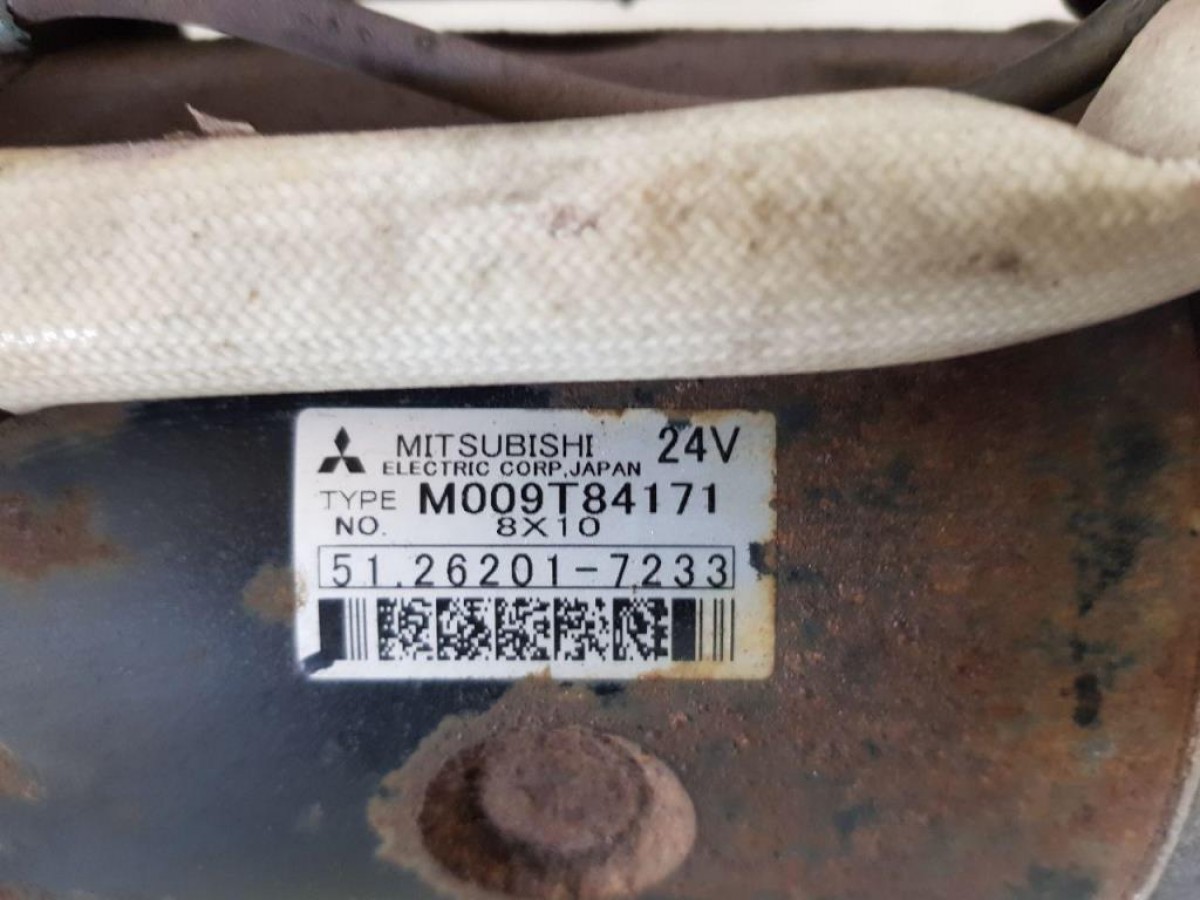 MITSUBISHI 24V
ELECTRIC CORP,JAPAN
TYPE M009T84171
NO. 8X10
51.26201-7233